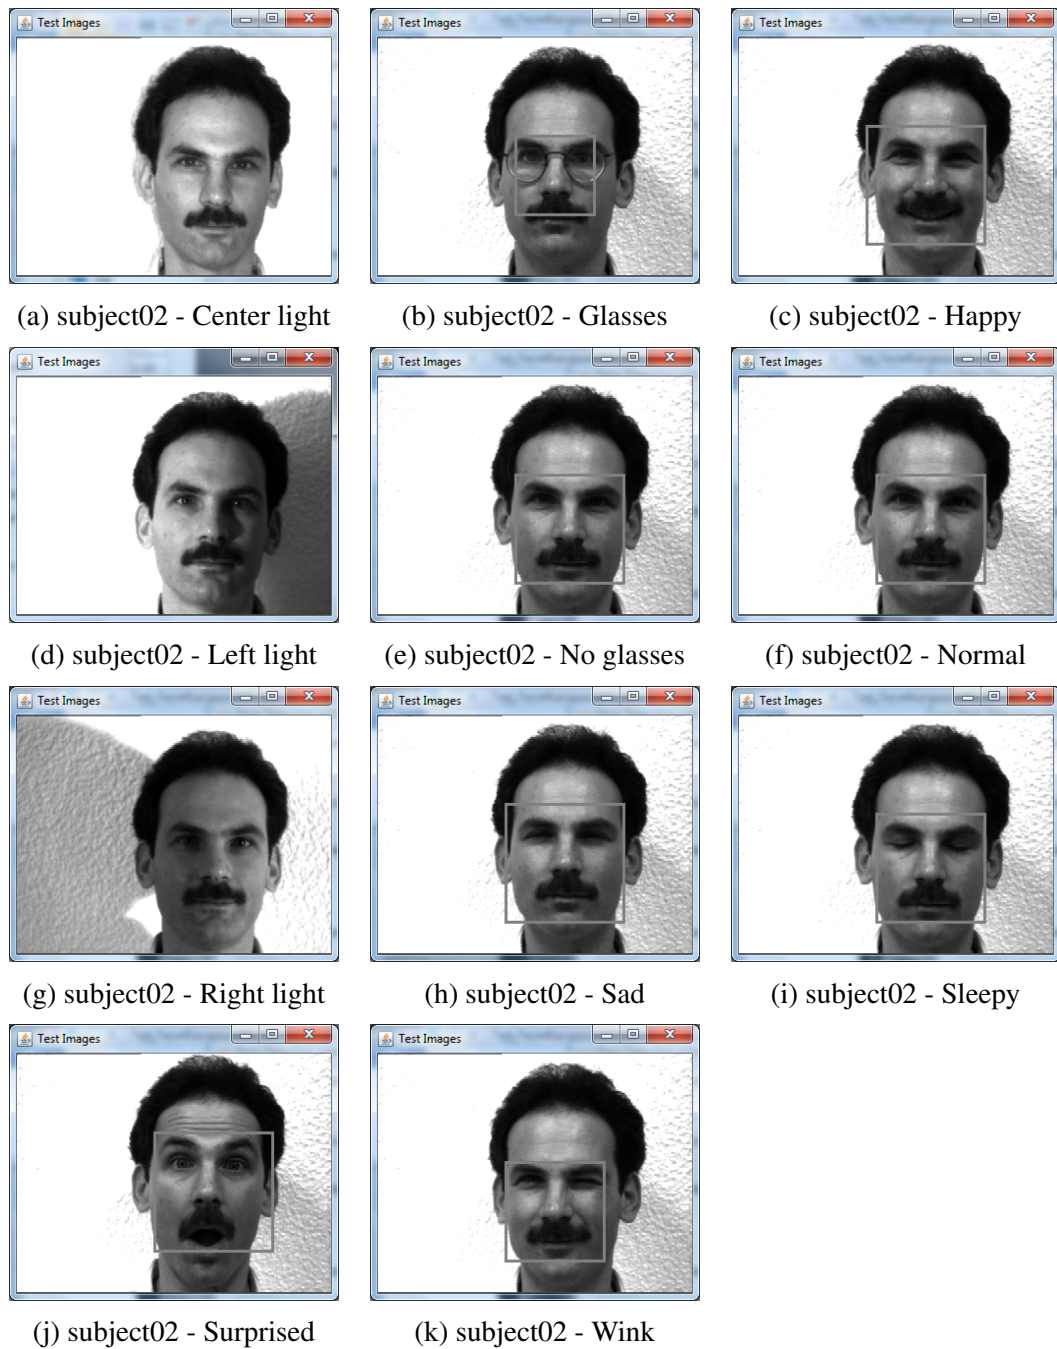 Test Images
Test Images
Test Images
(a) subject02 - Center light
(b) subject02 - Glasses
(c) subject02 - Happy
Test Images
Test Images
Test Images
(d) subject02 - Left light
(e) subject02 - No glasses
(f) subject02 - Normal
Test Images
Test Images
Test Images
(g) subject02 - Right light
(h) subject02 - Sad
(i) subject02 - Sleepy
Test Images
Test Images
(j) subject02 - Surprised
(k) subject02 - Wink